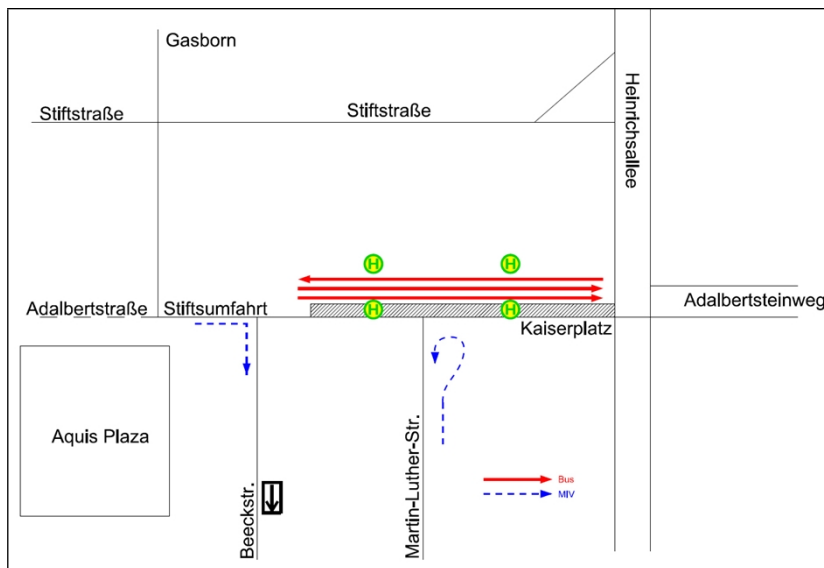 Gasborn
Stiftstraße
Stiftstraße
Heinrichsallee
H
H
Adalbertstraße
Stiftsumfahrt
H
H
Adalbertsteinweg
Kaiserplatz
Aquis Plaza
Beeckstr.
Martin-Luther-Str.
Bus
MIV